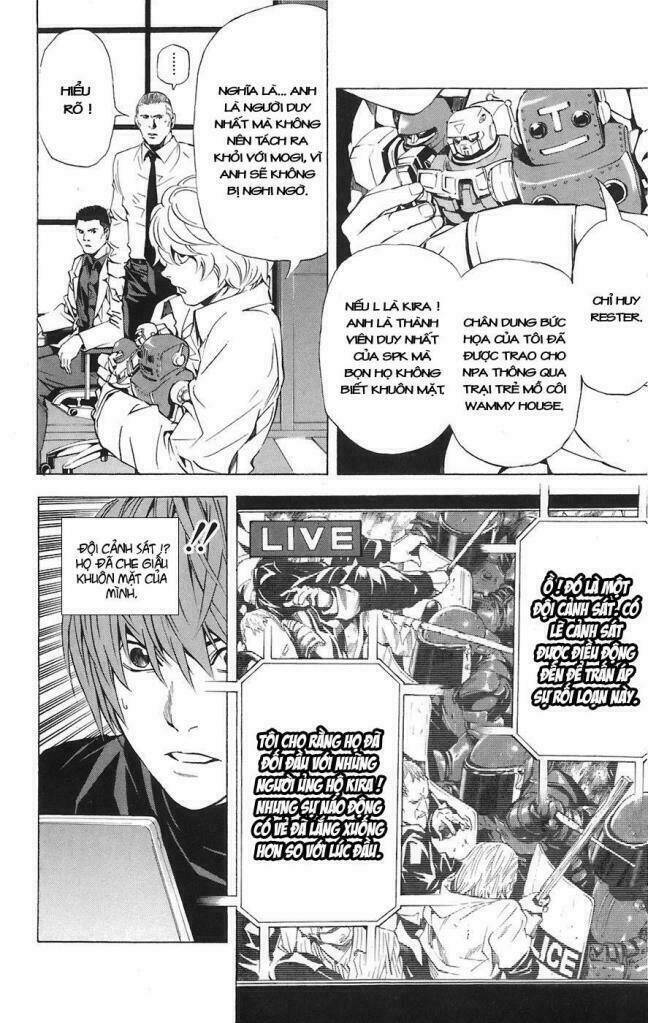 CHỈ HUY
RESTER.
CHÂN DUNG BỨC
HỌA CỦA TÔI ĐÃ
ĐƯỢC TRAO CHO
NPA THÔNG QUA
TRẠI TRẺ MỒ CÔI
WAMMY HOUSE.
NẾU L LÀ KIRA !
ANH LÀ THÀNH
VIÊN DUY NHẤT
CỦA SPK MÀ
BỌN HỌ KHÔNG
BIẾT KHUÔN MẶT.
T
NGHĨA LÀ... ANH
LÀ NGƯỜI DUY
NHẤT MÀ KHÔNG
NÊN TÁCH RA
KHỎI VỚI MOGI, VÌ
ANH SẼ KHÔNG
BỊ NGHI NGỜ.
......
HIỂU
RÕ !
LIVE
Ồ ! ĐÓ LÀ MỘT
ĐỘI CẢNH SÁT. CÓ
LẼ CẢNH SÁT
ĐƯỢC ĐIỀU ĐỘNG
ĐẾN ĐỂ TRẤN ÁP
SỰ RỐI LOẠN NÀY.
TÔI CHO RẰNG HỌ ĐÃ
ĐỐI ĐẦU VỚI NHỮNG
NGƯỜI ỦNG HỘ KIRA !
NHƯNG SỰ NÁO ĐỘNG
CÓ VẺ ĐÃ LẮNG XUỐNG
HƠN SO VỚI LÚC ĐẦU.
ICE
!!
ĐỘI CẢNH SÁT !?
HỌ ĐÃ CHE GIẤU
KHUÔN MẶT CỦA
MÌNH.